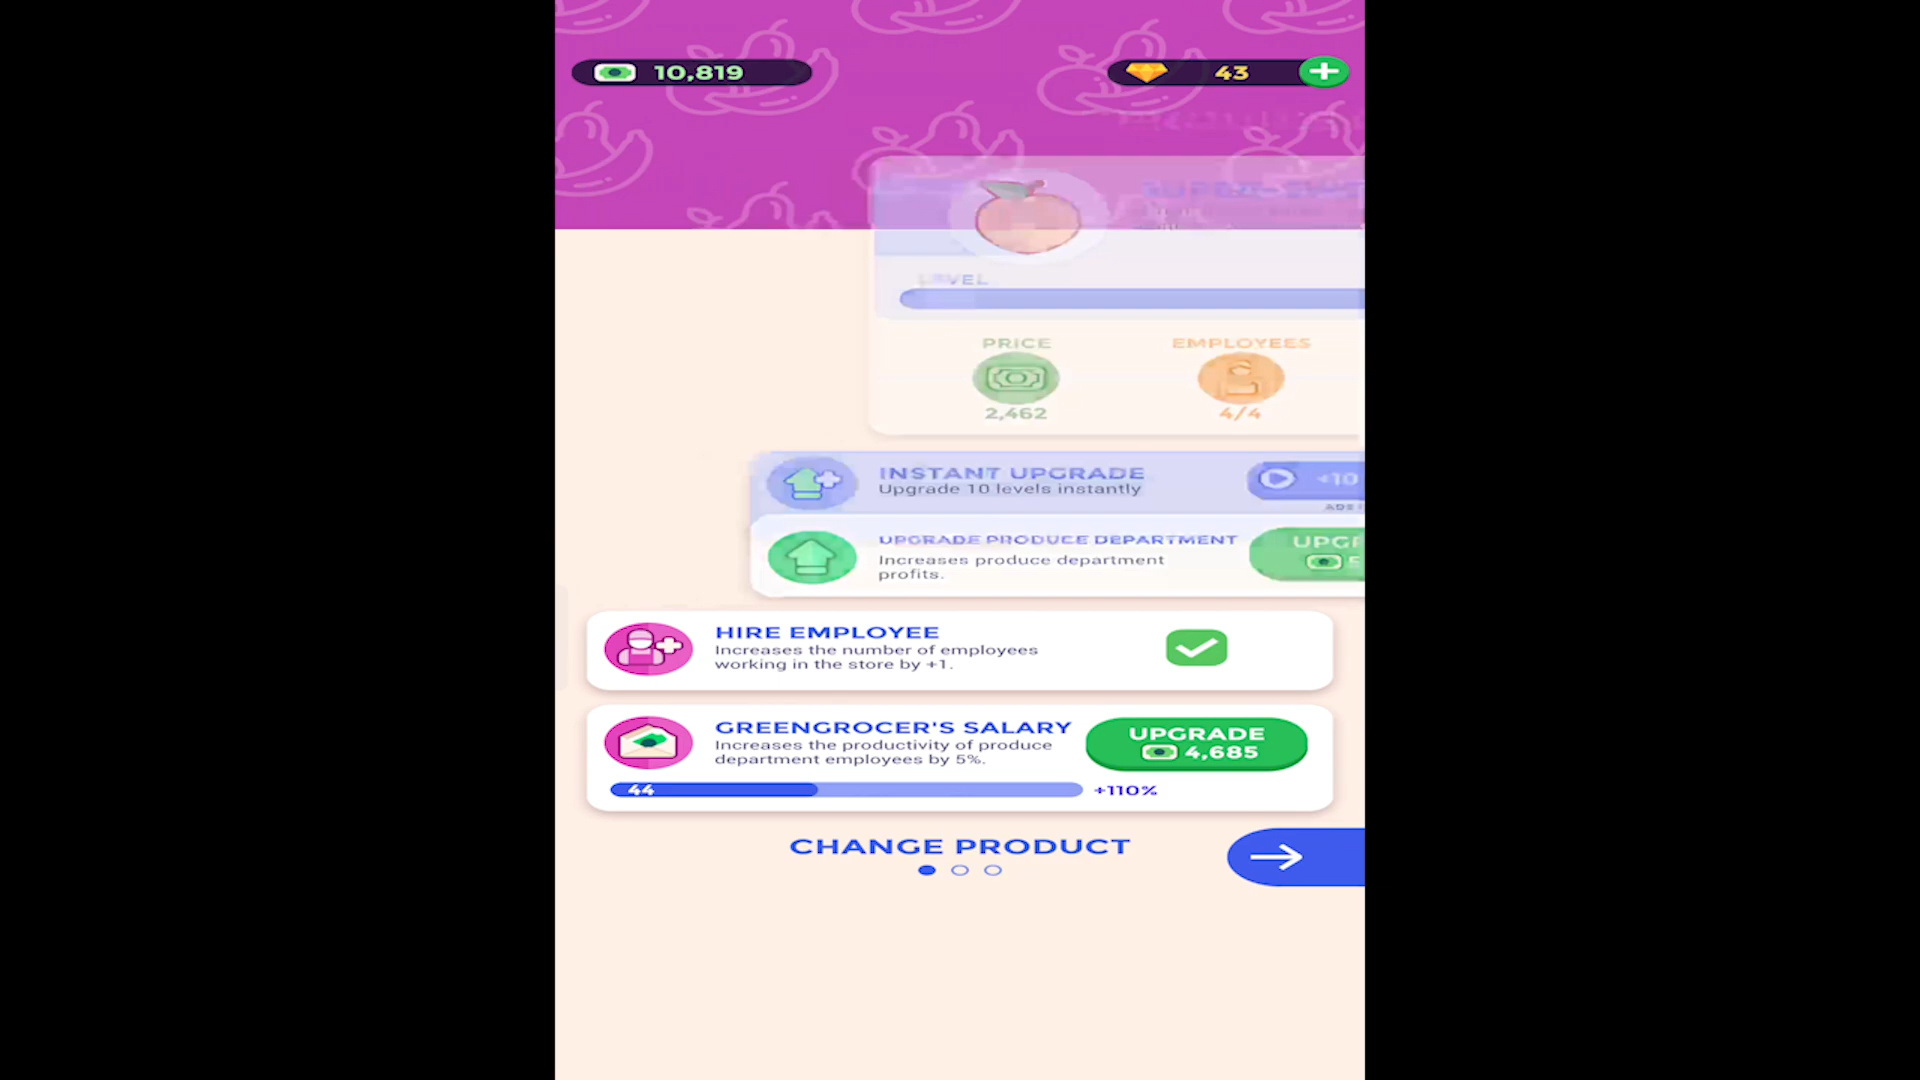 10,819
43
LEVEL
PRICE
EMPLOYEES
2,462
4/4
INSTANT UPGRADE
Upgrade 10 levels instantly
+10
UPGRADE PRODUCE DEPARTMENT
Increases produce department
profits.
HIRE EMPLOYEE
Increases the number of employees
working in the store by +1.
GREENGROCER'S SALARY
Increases the productivity of produce
department employees by 5%.
UPGRADE
4,685
44
+110%
CHANGE PRODUCT